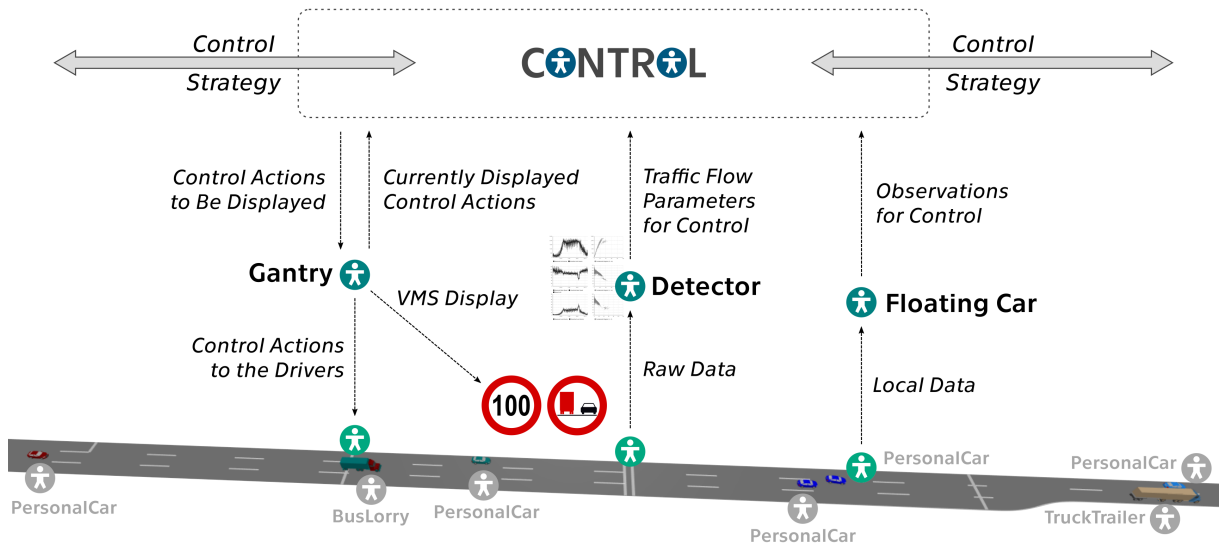 Control
Strategy
CONTROL
Control
Strategy
Control Actions
to Be Displayed
Currently Displayed
Control Actions
Traffic Flow
Parameters
for Control
Observations
for Control
Gantry
VMS Display
Detector
Floating Car
Control Actions
to the Drivers
100
Raw Data
Local Data
PersonalCar
PersonalCar
PersonalCar
BusLorry
PersonalCar
PersonalCar
TruckTrailer